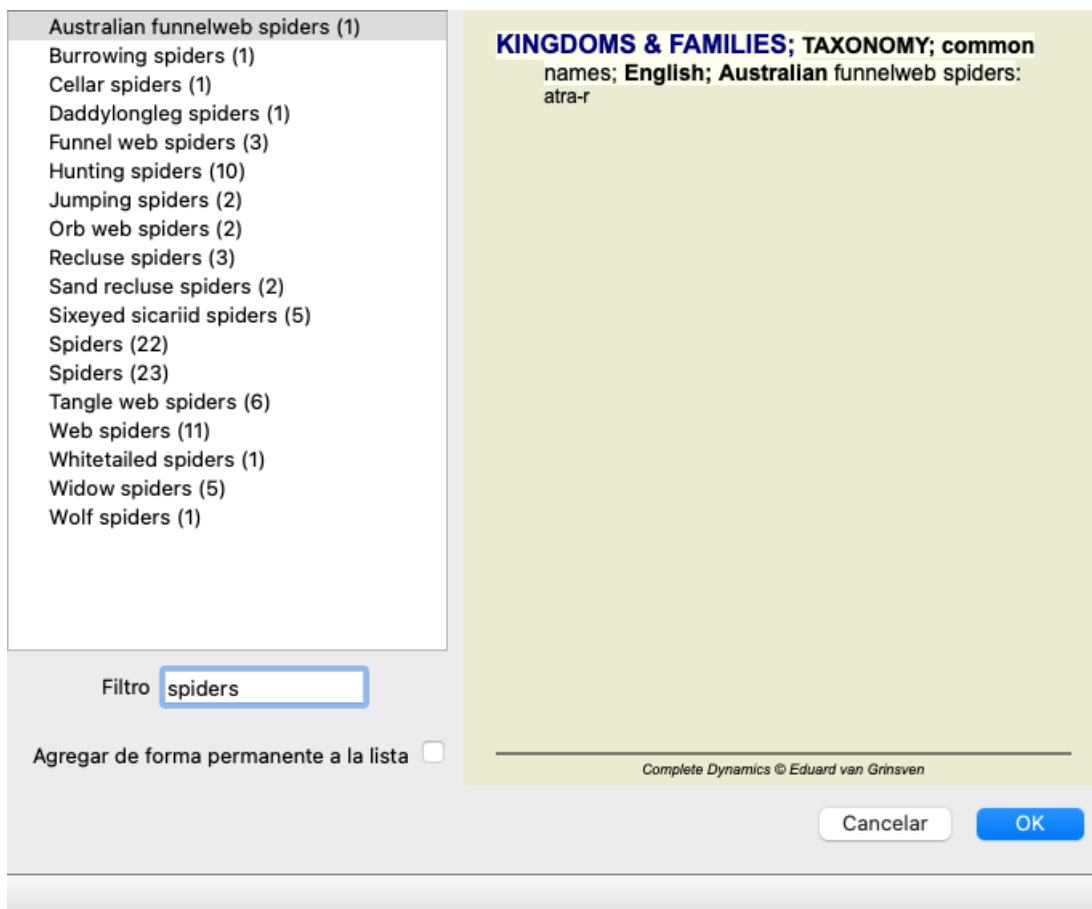 Australian funnelweb spiders (1)
Burrowing spiders (1)
Cellar spiders (1)
Daddylongleg spiders (1)
Funnel web spiders (3)
Hunting spiders (10)
Jumping spiders (2)
Orb web spiders (2)
Recluse spiders (3)
Sand recluse spiders (2)
Sixeyed sicariid spiders (5)
Spiders (22)
Spiders (23)
Tangle web spiders (6)
Web spiders (11)
Whitetailed spiders (1)
Widow spiders (5)
Wolf spiders (1)
Filtro spiders
Agregar de forma permanente a la lista
KINGDOMS & FAMILIES; TAXONOMY; common
names; English; Australian funnelweb spiders:
atra-r
Complete Dynamics © Eduard van Grinsven
Cancelar
OK